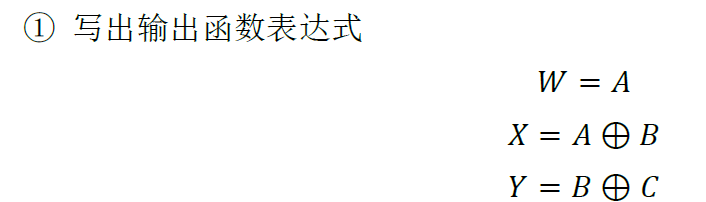 ① 写出输出函数表达式
W = A
X = A ⊕ B
Y = B ⊕ C